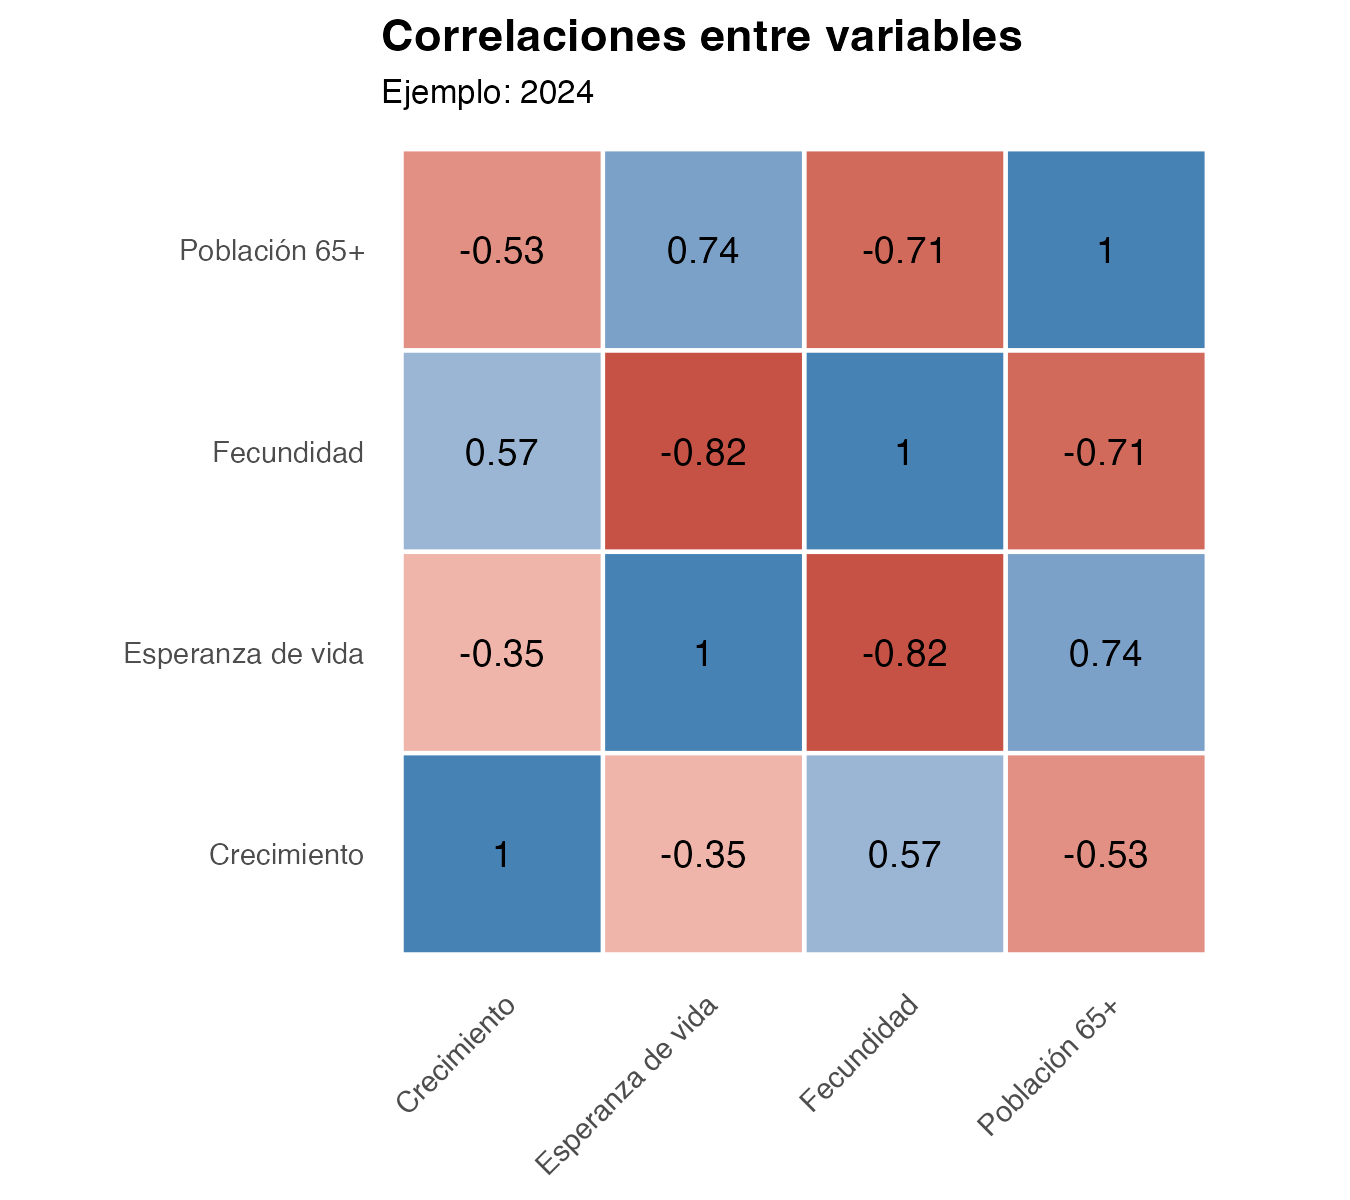 Correlaciones entre variables
Ejemplo: 2024
Población 65+ -0.53 0.74 -0.71 1
Fecundidad 0.57 -0.82 1 -0.71
Esperanza de vida -0.35 1 -0.82 0.74
Crecimiento 1 -0.35 0.57 -0.53
Crecimiento Esperanza de vida Fecundidad Población 65+